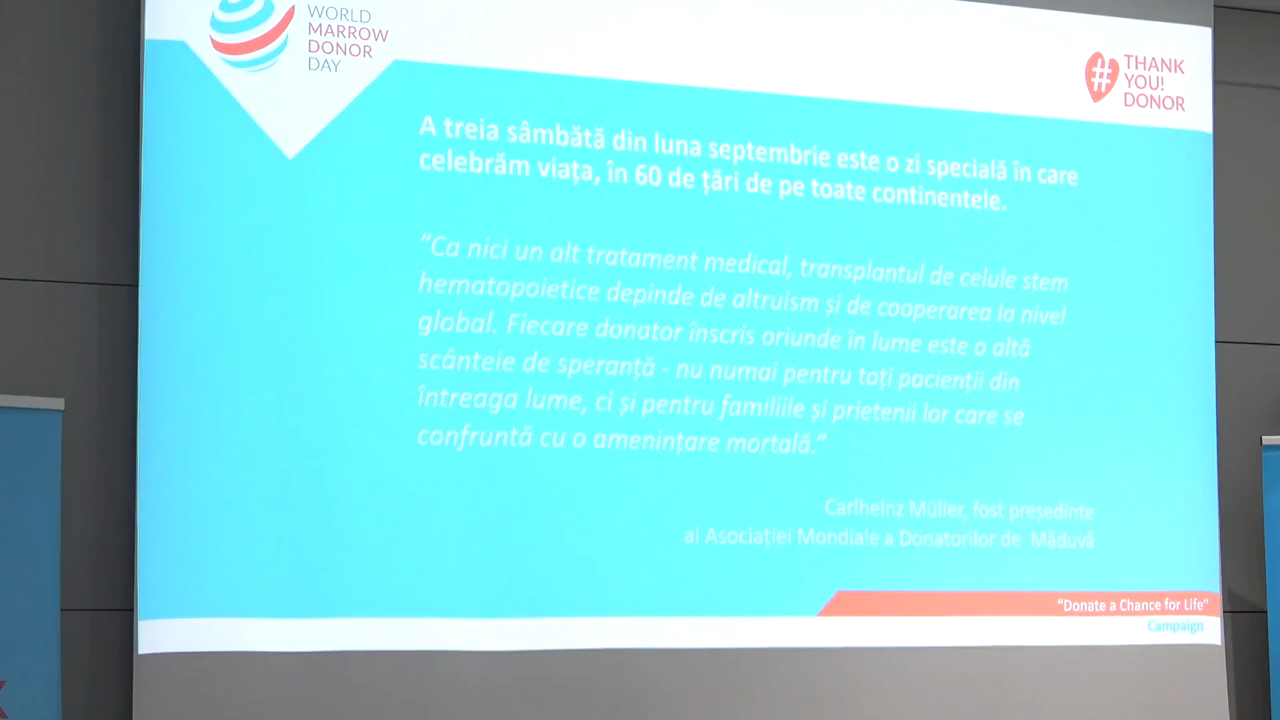 WORLD
MARROW
DONOR
DAY
#
THANK
YOU!
DONOR
A treia sâmbătă din luna septembrie este o zi specială în care
celebrăm viața, în 60 de țări de pe toate continentele.
“Ca nici un alt tratament medical, transplantul de celule stem
hematopoietice depinde de altruism și de cooperarea la nivel
global. Fiecare donator înscris oriunde în lume este o altă
scânteie de speranță - nu numai pentru toți pacienții din
întreaga lume, ci și pentru familiile și prietenii lor care se
confruntă cu o amenințare mortală.”
Carlheinz Müller, fost președinte
al Asociației Mondiale a Donatorilor de Măduvă
“Donate a Chance for Life”
Campaign